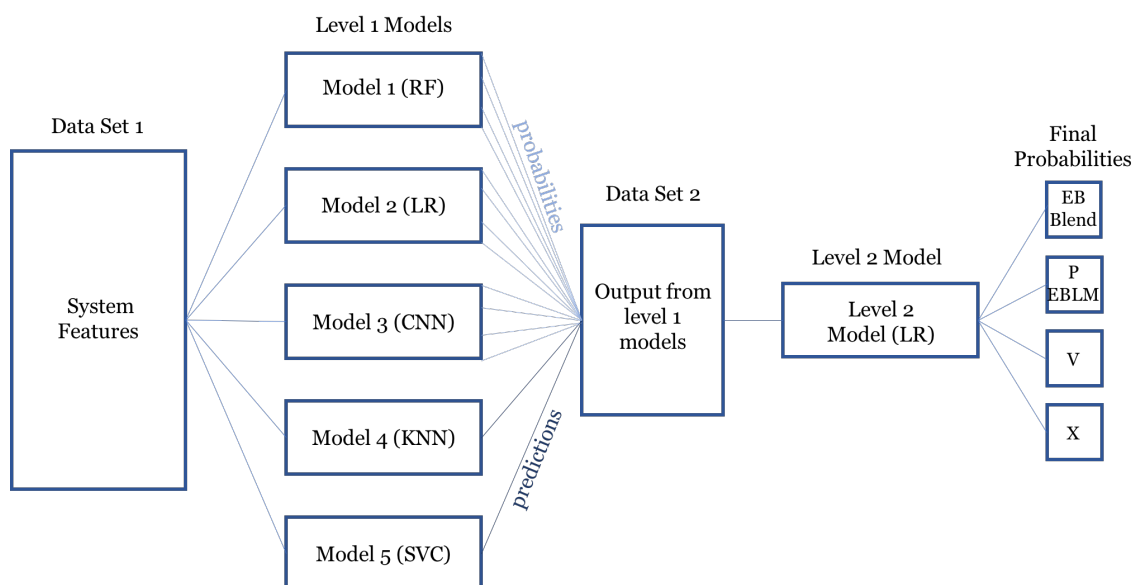 Data Set 1
System
Features
Level 1 Models
Model 1 (RF)
Model 2 (LR)
Model 3 (CNN)
Model 4 (KNN)
Model 5 (SVC)
probabilities
predictions
Data Set 2
Output from
level 1
models
Level 2 Model
Level 2
Model (LR)
Final
Probabilities
EB
Blend
P
EBLM
V
X